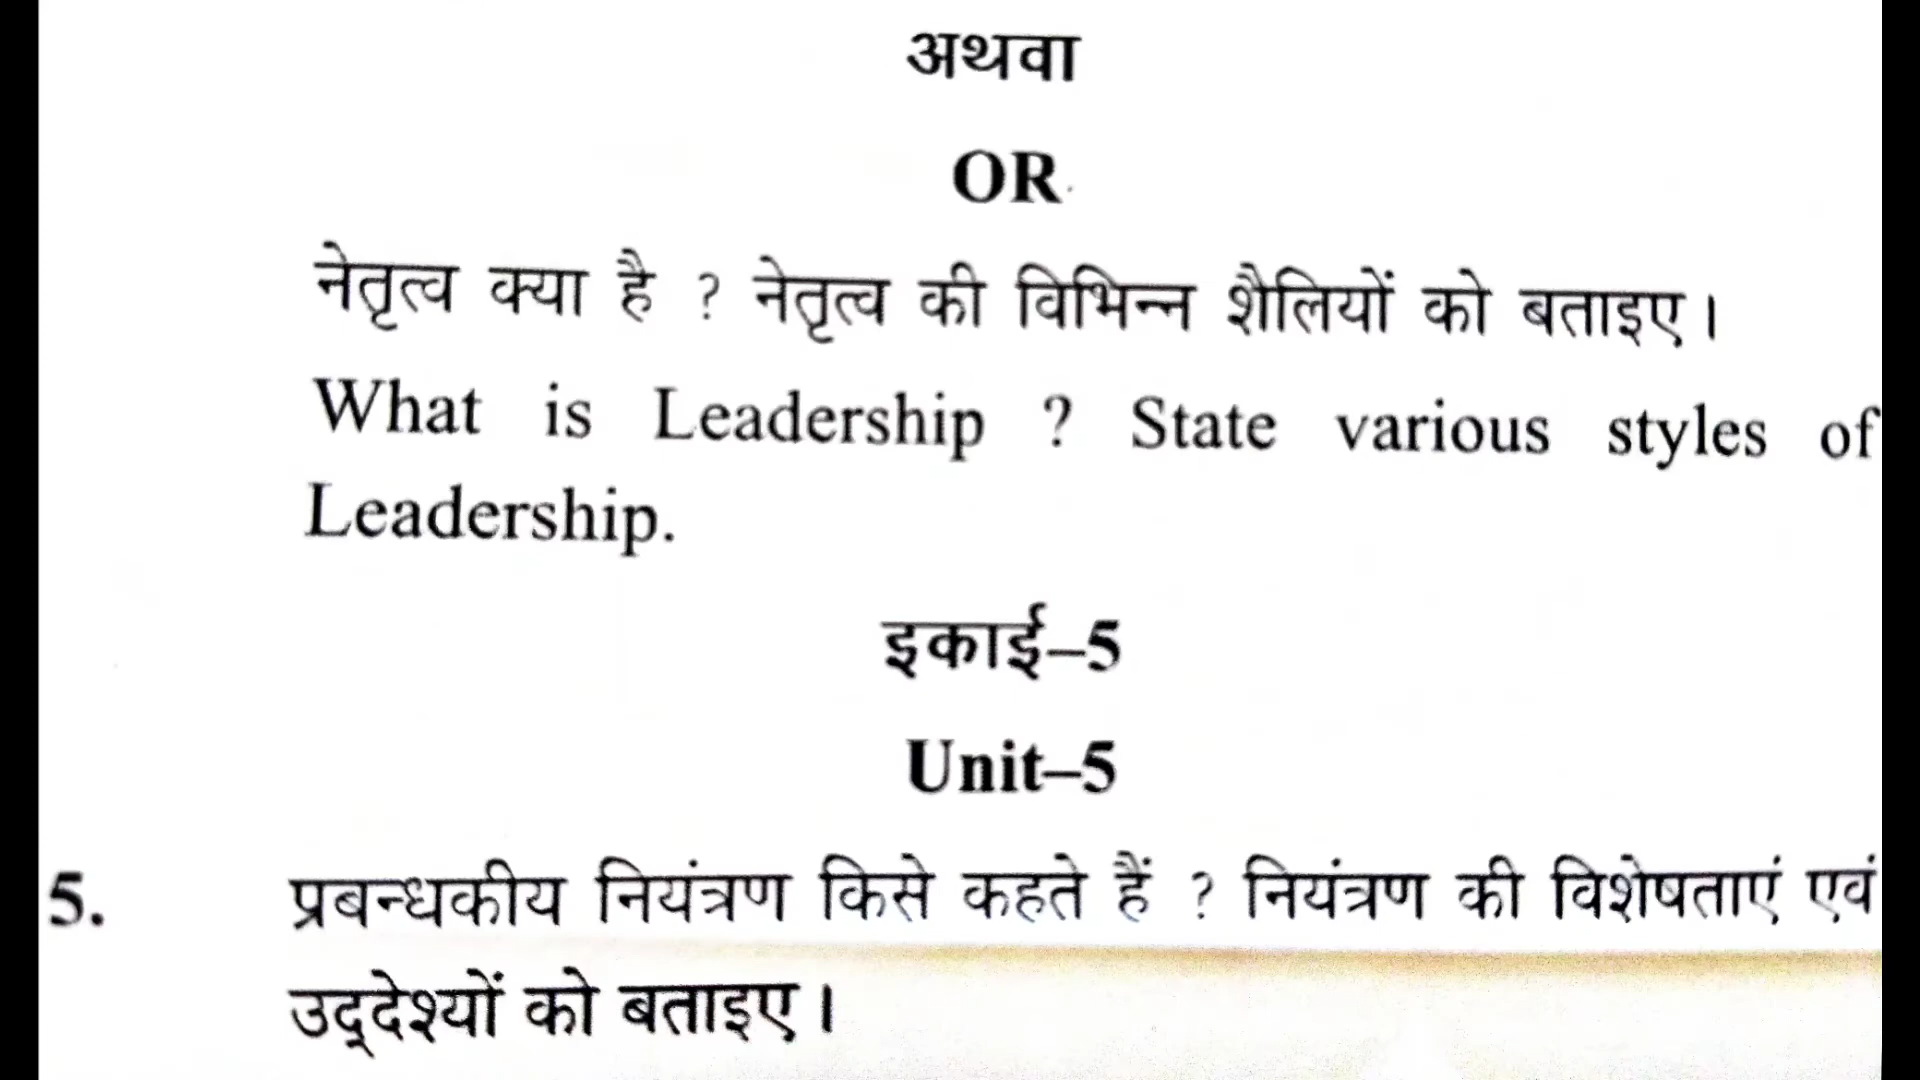 अथवा
OR
नेतृत्व क्या है ? नेतृत्व की विभिन्न शैलियों को बताइए।
What is Leadership ? State various styles of
Leadership.
इकाई–5
Unit–5
5. प्रबन्धकीय नियंत्रण किसे कहते हैं ? नियंत्रण की विशेषताएं एवं
उद्देश्यों को बताइए।